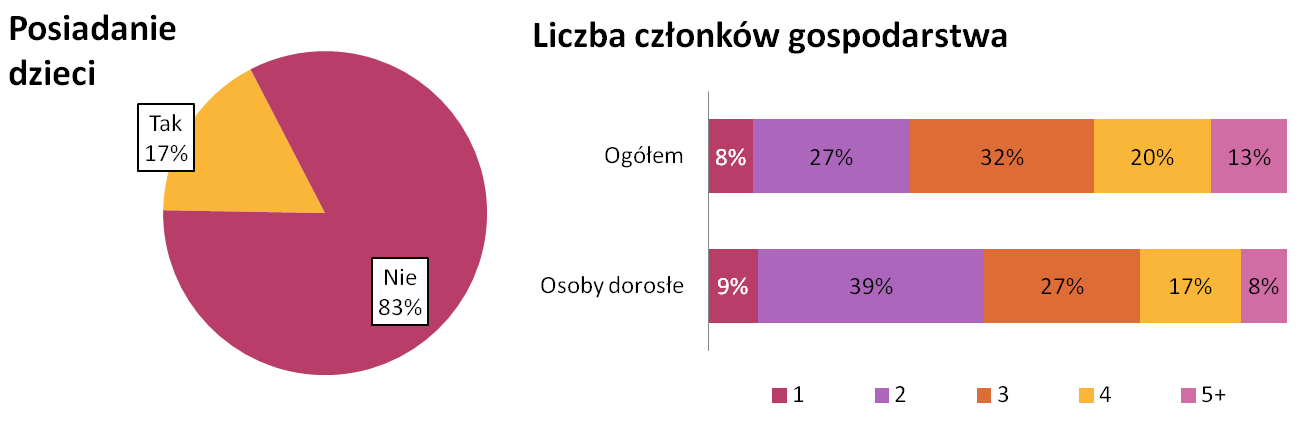 Posiadanie
dzieci
Tak
17%
Nie
83%
Liczba członków gospodarstwa
Ogółem
8%
27%
32%
20%
13%
Osoby dorosłe
9%
39%
27%
17%
8%
1
2
3
4
5+